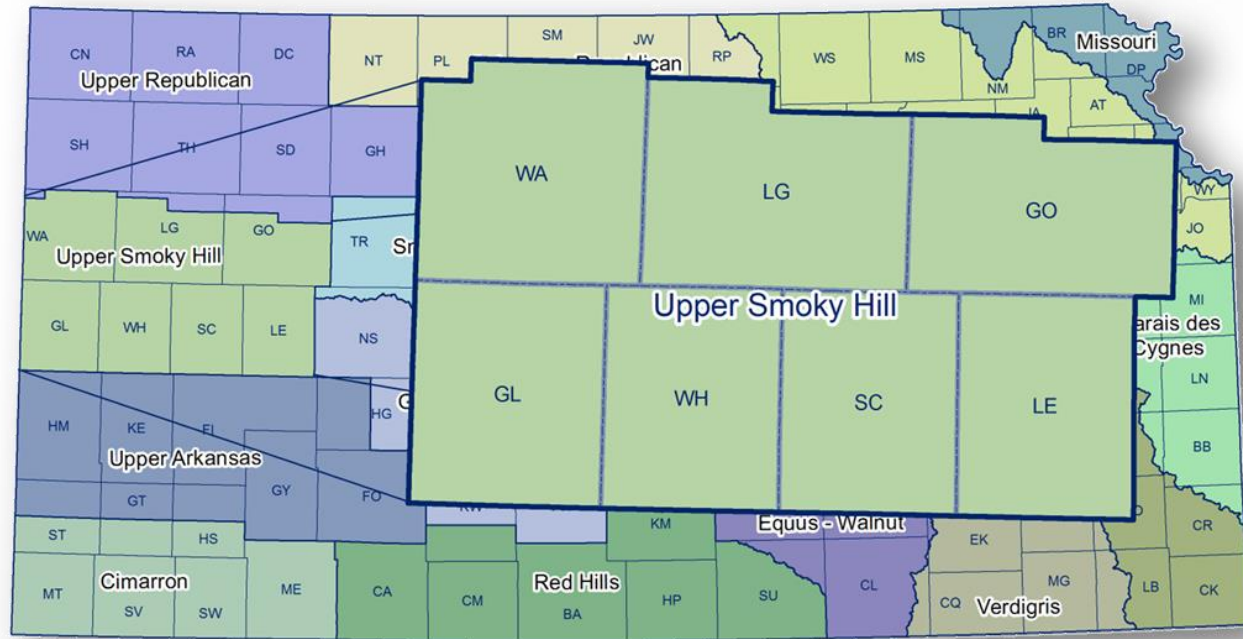 CN RA DC NT PL SM JW RP WS MS BR
Missouri
DP
Upper Republican
NM
AT
SH TH SD GH
WA LG GO
WY
WA LG GO TR
JO
Upper Smoky Hill
Upper Smoky Hill
MI
arais des
Cygnes
GL WH SC LE NS
GL WH SC LE
LN
HM KE HG
BB
Upper Arkansas
GT GY FO
ST HS
KM
Equus - Walnut
EK
CR
Cimarron
Red Hills
MT SV SW ME CA CM BA HP SU CL
CQ MG LB CK
Verdigris